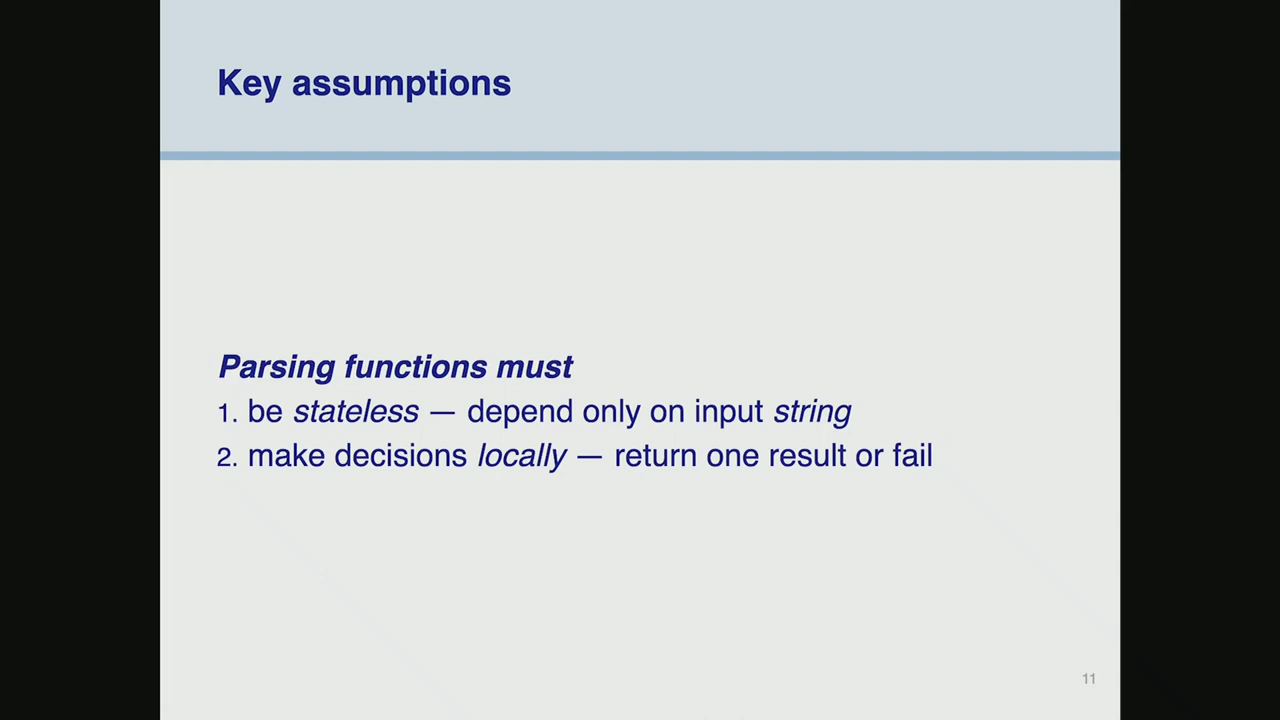 Key assumptions
Parsing functions must
1. be stateless — depend only on input string
2. make decisions locally — return one result or fail
11